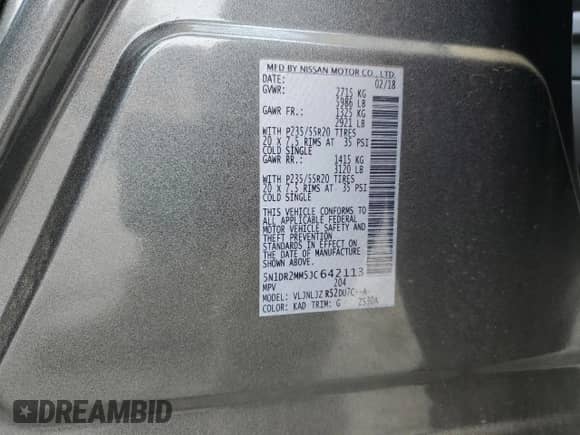 MFD BY NISSAN MOTOR CO., LTD.
DATE: 02/18
GVWR: 2715 KG
5986 LB
GAWR FR.: 1325 KG
2921 LB
WITH P235/55R20 TIRES
20 X 7.5 RIMS AT 35 PSI
COLD SINGLE
GAWR RR.: 1415 KG
3120 LB
WITH P235/55R20 TIRES
20 X 7.5 RIMS AT 35 PSI
COLD SINGLE
THIS VEHICLE CONFORMS TO
ALL APPLICABLE FEDERAL
MOTOR VEHICLE SAFETY AND
THEFT PREVENTION
STANDARDS IN EFFECT ON
THE DATE OF MANUFACTURE
SHOWN ABOVE.
5N1DR2MM5JC642113
MPV 204
MODEL: VLJNLJZ R52DU7C--A-
COLOR: KAD TRIM: G 2530A
DREAMBID